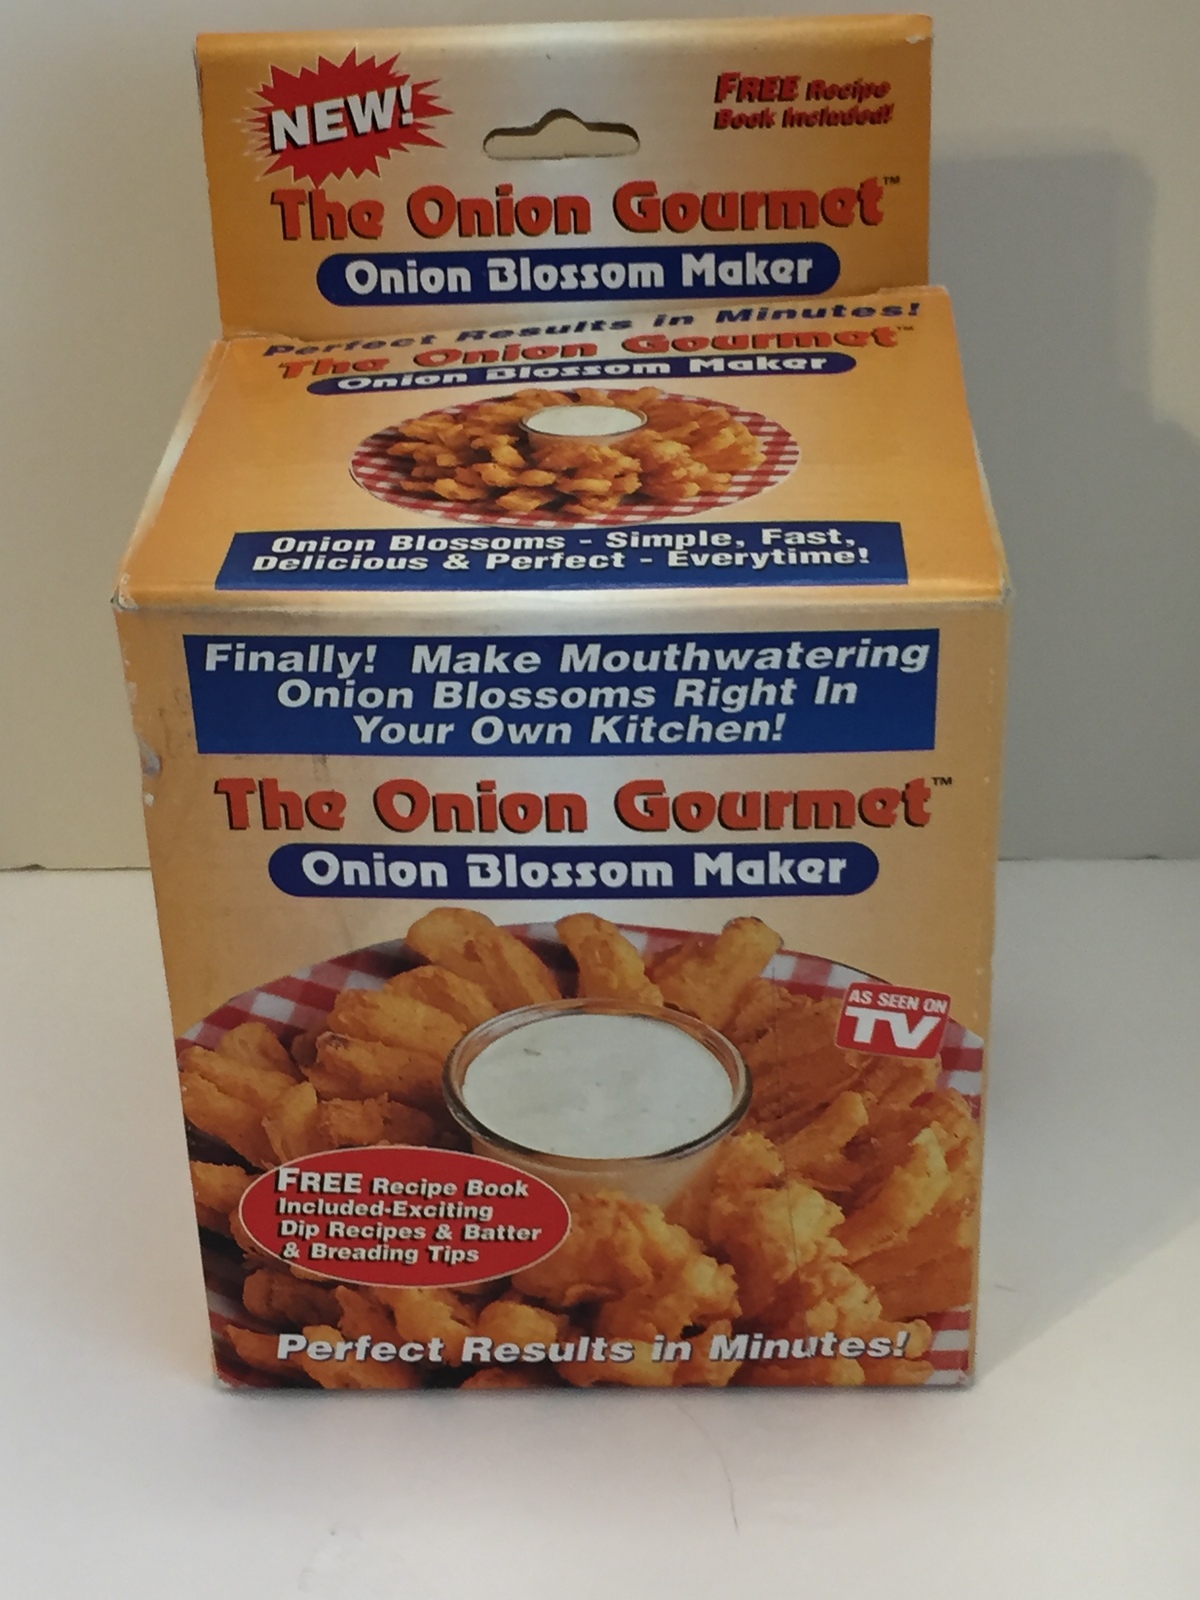 NEW!
FREE Recipe
Book Included!
The Onion Gourmet™
Onion Blossom Maker
Perfect Results in Minutes!
The Onion Gourmet™
Onion Blossom Maker
Onion Blossoms - Simple, Fast,
Delicious & Perfect - Everytime!
Finally! Make Mouthwatering
Onion Blossoms Right In
Your Own Kitchen!
The Onion Gourmet™
Onion Blossom Maker
AS SEEN ON
TV
FREE Recipe Book
Included-Exciting
Dip Recipes & Batter
& Breading Tips
Perfect Results in Minutes!